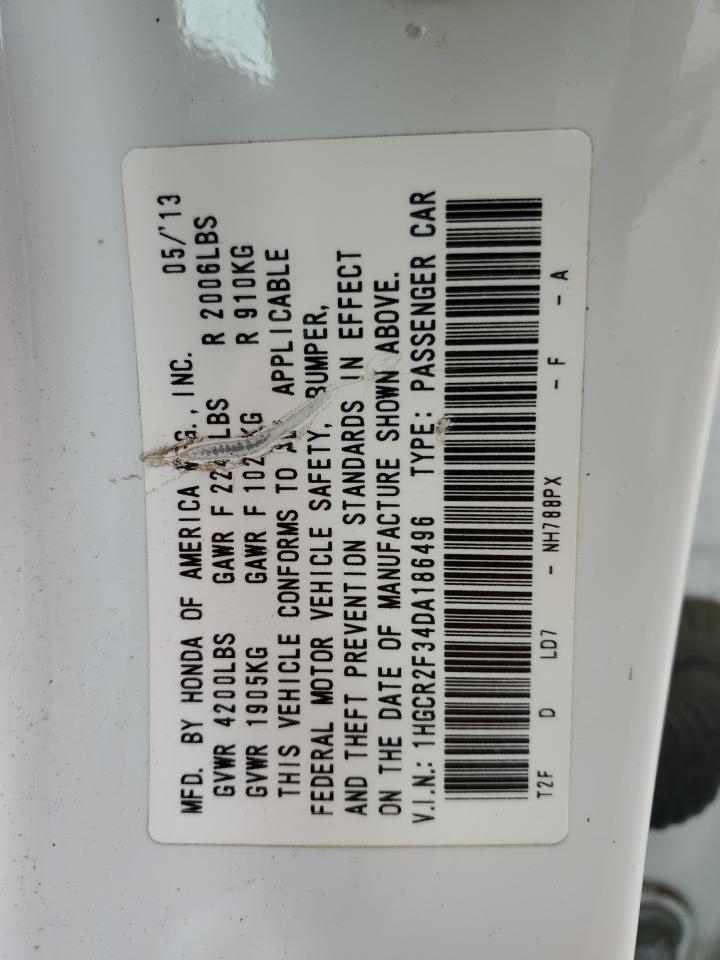 MFD. BY HONDA OF AMERICA INC. 05/'13
GVWR 4200LBS GAWR F LBS R 2006LBS
GVWR 1905KG GAWR F KG R 910KG
THIS VEHICLE CONFORMS TO APPLICABLE
FEDERAL MOTOR VEHICLE SAFETY, BUMPER,
AND THEFT PREVENTION STANDARDS IN EFFECT
ON THE DATE OF MANUFACTURE SHOWN ABOVE.
V.I.N.: 1HGCR2F34DA186496 TYPE: PASSENGER CAR
T2F D LD7 - NH788PX - F - A